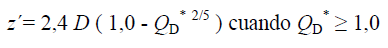 z´= 2,4 D ( 1,0 - Q_D^* 2/5 ) cuando Q_D^* ≥ 1,0